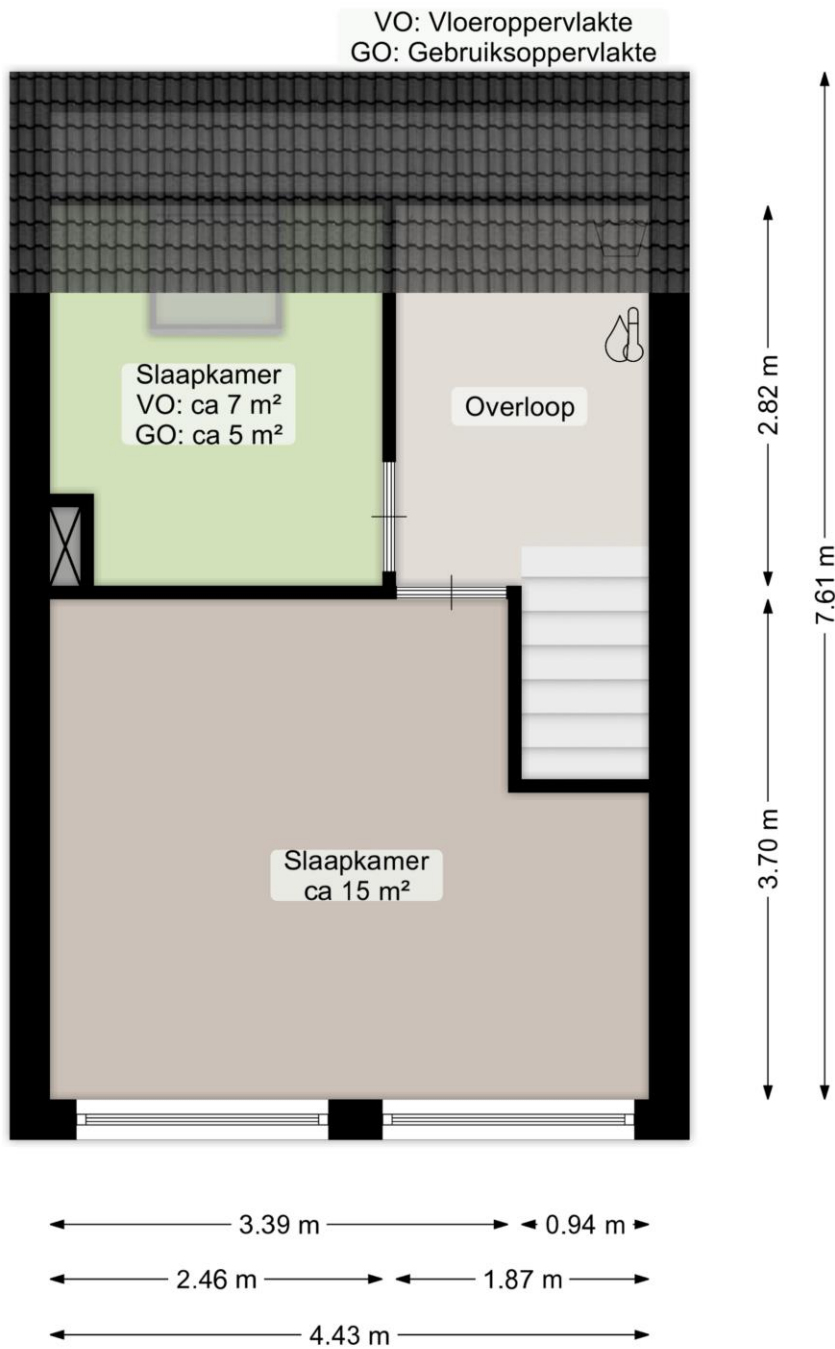 VO: Vloeroppervlakte
GO: Gebruiksoppervlakte
Slaapkamer
VO: ca 7 m²
GO: ca 5 m²
Overloop
2.82 m
7.61 m
3.70 m
Slaapkamer
ca 15 m²
3.39 m
0.94 m
2.46 m
1.87 m
4.43 m